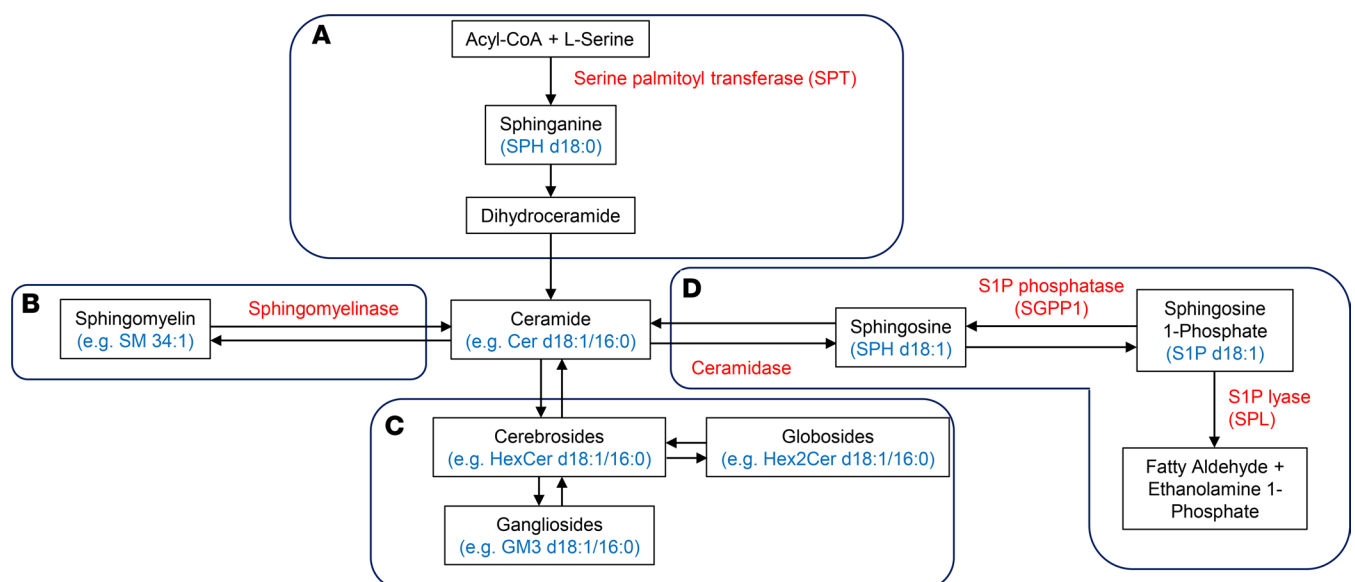 A
Acyl-CoA + L-Serine
Serine palmitoyl transferase (SPT)
Sphinganine
(SPH d18:0)
Dihydroceramide
B
Sphingomyelin
(e.g. SM 34:1)
Sphingomyelinase
Ceramide
(e.g. Cer d18:1/16:0)
D
Ceramidase
Sphingosine
(SPH d18:1)
S1P phosphatase
(SGPP1)
Sphingosine
1-Phosphate
(S1P d18:1)
S1P lyase
(SPL)
Fatty Aldehyde +
Ethanolamine 1-
Phosphate
C
Cerebrosides
(e.g. HexCer d18:1/16:0)
Globosides
(e.g. Hex2Cer d18:1/16:0)
Gangliosides
(e.g. GM3 d18:1/16:0)